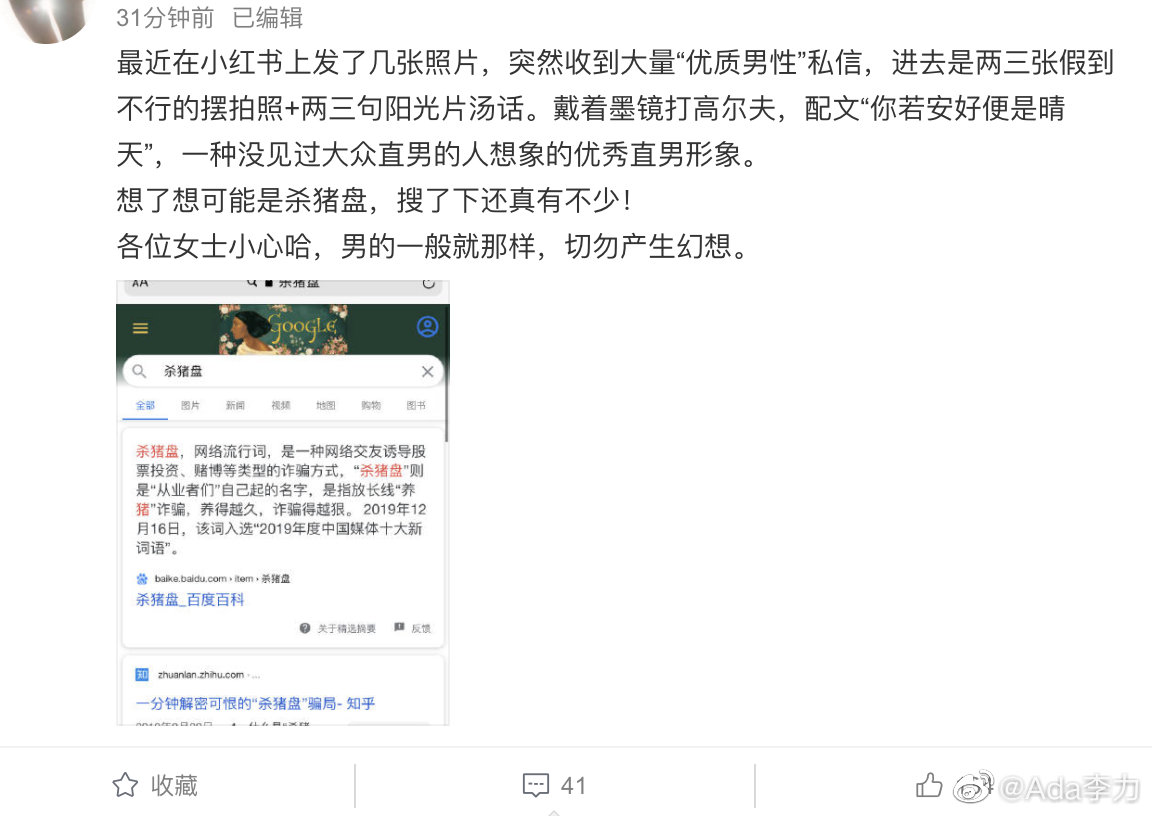 31分钟前 已编辑
最近在小红书上发了几张照片，突然收到大量“优质男性”私信，进去是两三张假到
不行的摆拍照+两三句阳光片汤话。戴着墨镜打高尔夫，配文“你若安好便是晴
天”，一种没见过大众直男的人想象的优秀直男形象。
想了想可能是杀猪盘，搜了下还真有不少！
各位女士小心哈，男的一般就那样，切勿产生幻想。
AA 杀猪盘
Google
杀猪盘
全部 图片 新闻 视频 地图 购物 图书
杀猪盘，网络流行词，是一种网络交友诱导股
票投资、赌博等类型的诈骗方式，“杀猪盘”则
是“从业者们”自己起的名字，是指放长线“养
猪”诈骗，养得越久，诈骗得越狠。 2019年12
月16日，该词入选“2019年度中国媒体十大新
词语”。
baike.baidu.com › item › 杀猪盘
杀猪盘_百度百科
关于精选摘要 反馈
知 zhuanlan.zhihu.com › ...
一分钟解密可恨的“杀猪盘”骗局- 知乎
收藏 41
@Ada李力